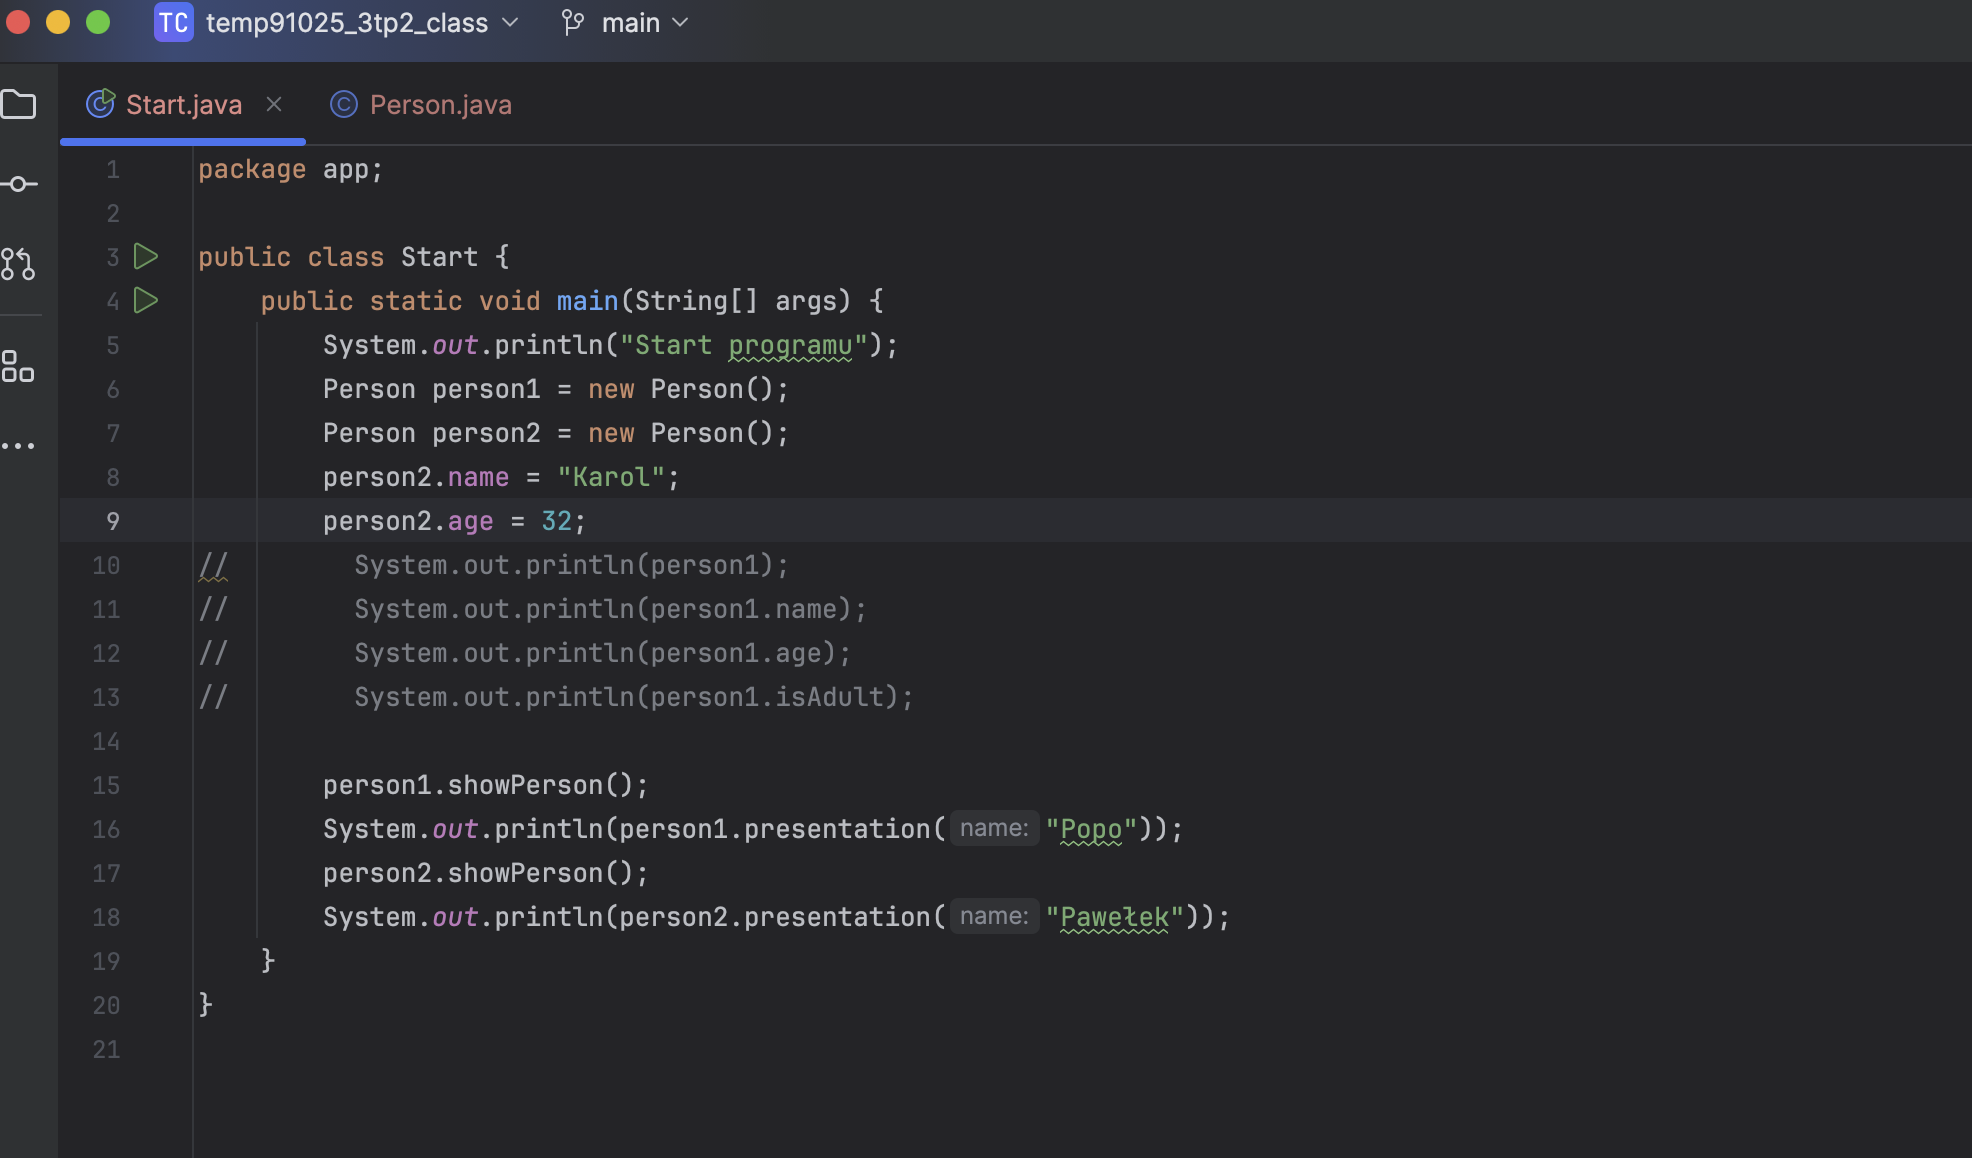 TC temp91025_3tp2_class main
Start.java Person.java
1 package app;
2
3 public class Start {
4 public static void main(String[] args) {
5 System.out.println("Start programu");
6 Person person1 = new Person();
7 Person person2 = new Person();
8 person2.name = "Karol";
9 person2.age = 32;
10 // System.out.println(person1);
11 // System.out.println(person1.name);
12 // System.out.println(person1.age);
13 // System.out.println(person1.isAdult);
14
15 person1.showPerson();
16 System.out.println(person1.presentation( name: "Popo"));
17 person2.showPerson();
18 System.out.println(person2.presentation( name: "Pawełek"));
19 }
20 }
21